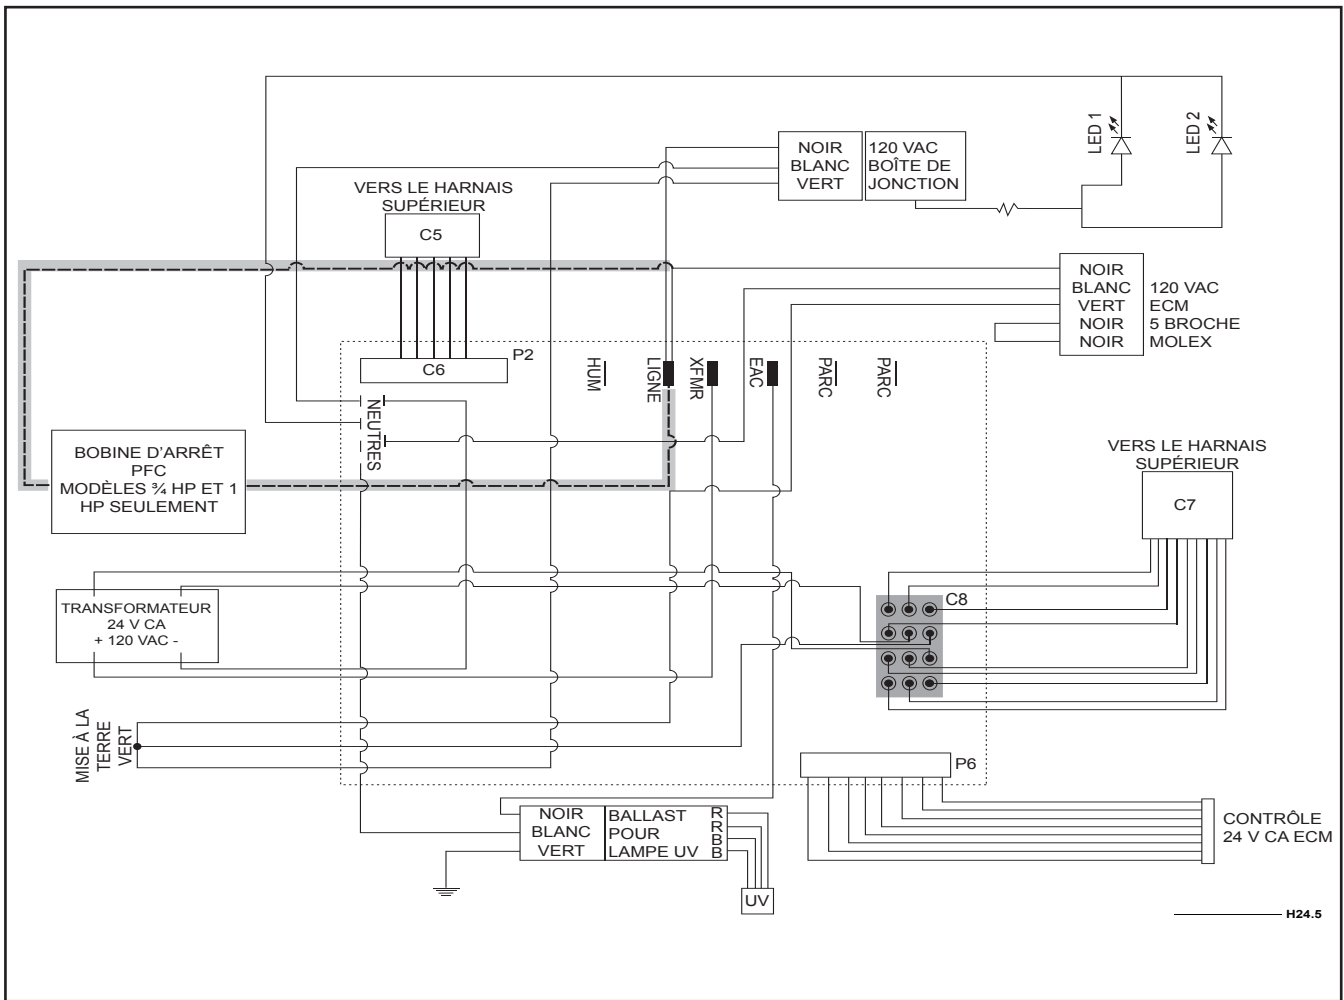 LED 1
LED 2
NOIR
BLANC
VERT
120 VAC
BOÎTE DE
JONCTION
VERS LE HARNAIS
SUPÉRIEUR
C5
NOIR
BLANC
VERT
NOIR
NOIR
120 VAC
ECM
5 BROCHE
MOLEX
P2
C6
HUM
LIGNE
XFMR
EAC
PARC
PARC
NEUTRES
BOBINE D'ARRÊT
PFC
MODÈLES ¾ HP ET 1
HP SEULEMENT
VERS LE HARNAIS
SUPÉRIEUR
C7
C8
TRANSFORMATEUR
24 V CA
+ 120 VAC -
MISE À LA
TERRE
VERT
P6
NOIR
BLANC
VERT
BALLAST
POUR
LAMPE UV
R
R
B
B
UV
CONTRÔLE
24 V CA ECM
H24.5